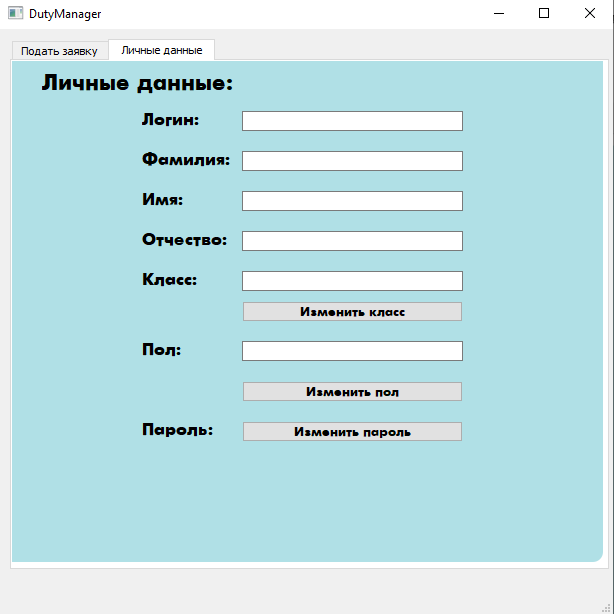 DutyManager
Подать заявку
Личные данные
Личные данные:
Логин:
Фамилия:
Имя:
Отчество:
Класс:
Изменить класс
Пол:
Изменить пол
Пароль:
Изменить пароль